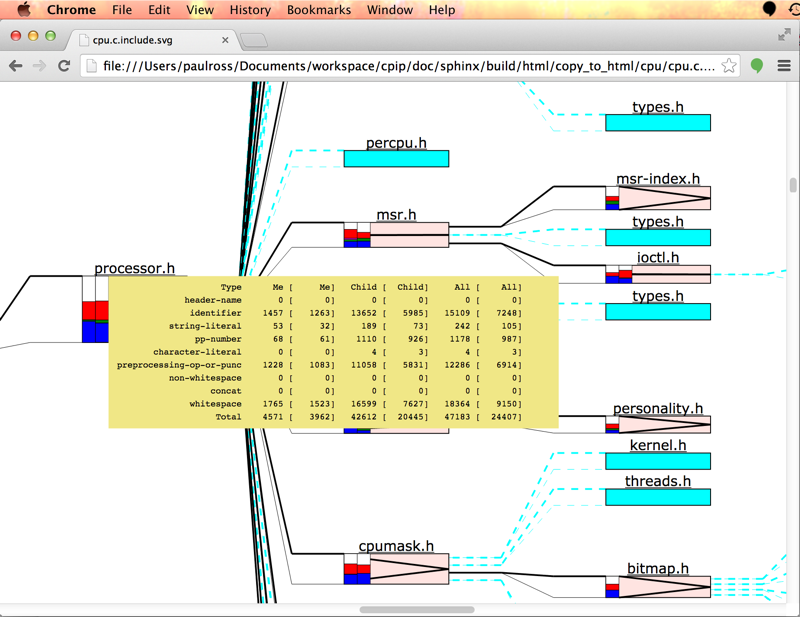 Chrome File Edit View History Bookmarks Window Help
cpu.c.include.svg
file:///Users/paulross/Documents/workspace/cpip/doc/sphinx/build/html/copy_to_html/cpu/cpu.c....
types.h
percpu.h
msr-index.h
msr.h
types.h
ioctl.h
processor.h
types.h
Type Me [ Me] Child [ Child] All [ All]
header-name 0 [ 0] 0 [ 0] 0 [ 0]
identifier 1457 [ 1263] 13652 [ 5985] 15109 [ 7248]
string-literal 53 [ 32] 189 [ 73] 242 [ 105]
pp-number 68 [ 61] 1110 [ 926] 1178 [ 987]
character-literal 0 [ 0] 4 [ 3] 4 [ 3]
preprocessing-op-or-punc 1228 [ 1083] 11058 [ 5831] 12286 [ 6914]
non-whitespace 0 [ 0] 0 [ 0] 0 [ 0]
concat 0 [ 0] 0 [ 0] 0 [ 0]
whitespace 1765 [ 1523] 16599 [ 7627] 18364 [ 9150]
Total 4571 [ 3962] 42612 [ 20445] 47183 [ 24407]
personality.h
kernel.h
threads.h
cpumask.h
bitmap.h